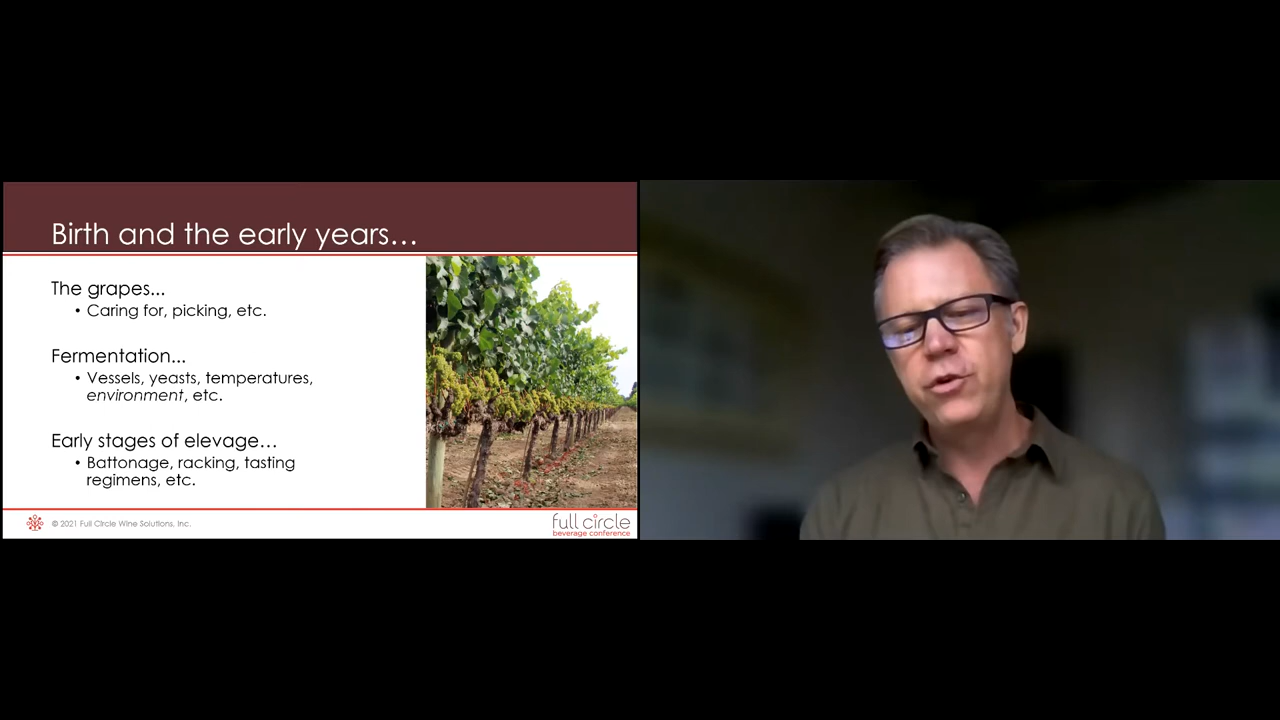 Birth and the early years…
The grapes...
• Caring for, picking, etc.
Fermentation...
• Vessels, yeasts, temperatures,
environment, etc.
Early stages of elevage…
• Battonage, racking, tasting
regimens, etc.
© 2021 Full Circle Wine Solutions, Inc.
full circle
beverage conference